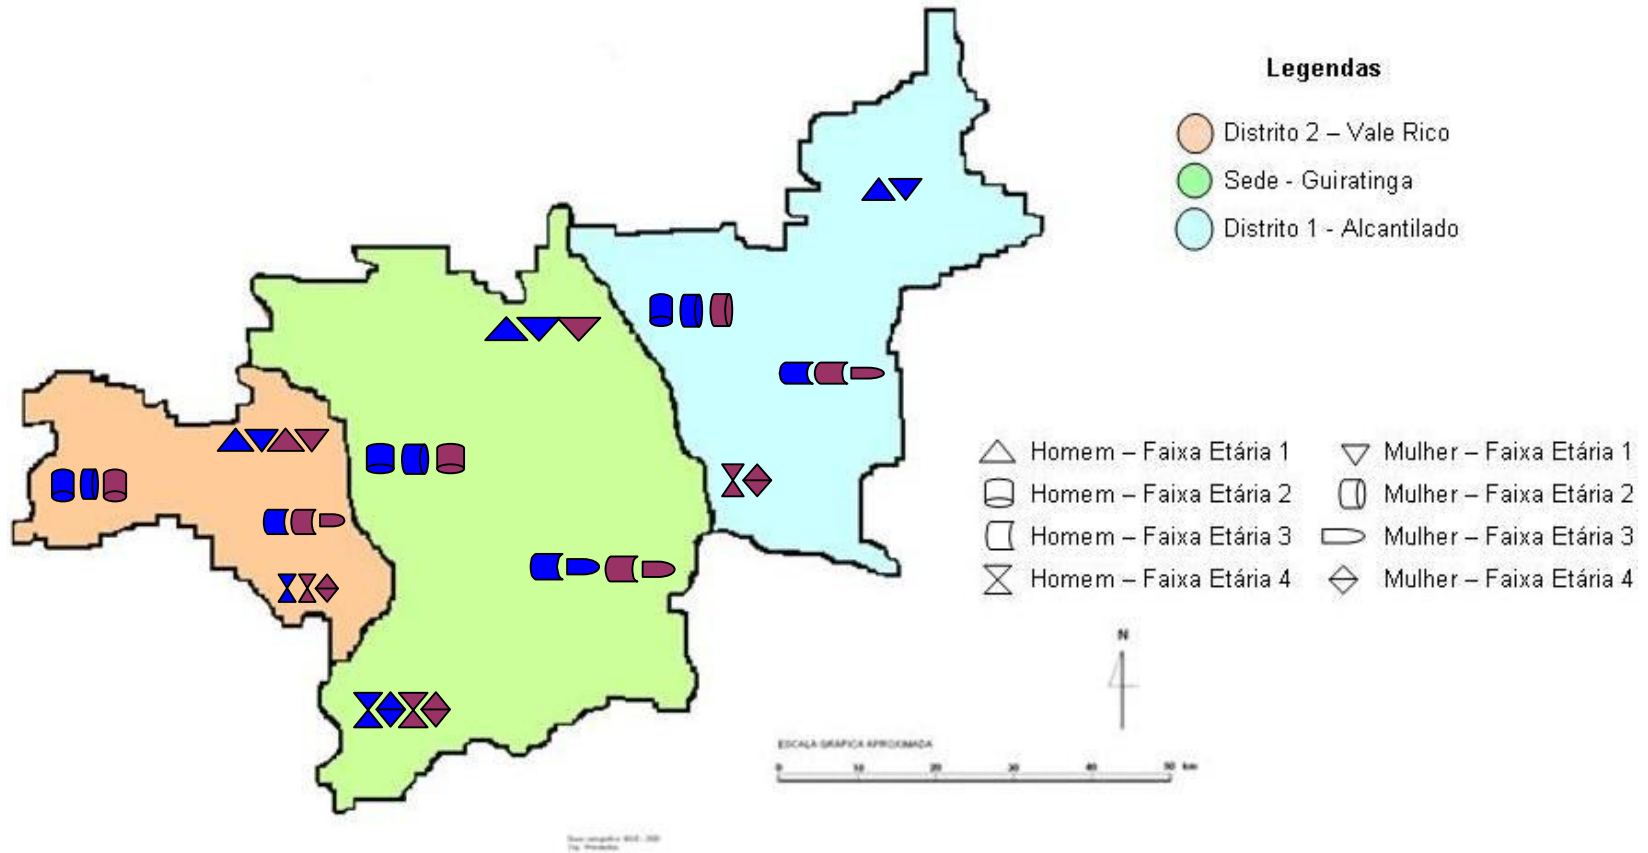 Legendas
Distrito 2 – Vale Rico
Sede - Guiratinga
Distrito 1 - Alcantilado
Homem – Faixa Etária 1
Mulher – Faixa Etária 1
Homem – Faixa Etária 2
Mulher – Faixa Etária 2
Homem – Faixa Etária 3
Mulher – Faixa Etária 3
Homem – Faixa Etária 4
Mulher – Faixa Etária 4
N
ESCALA GRÁFICA APROXIMADA
0 10 20 30 40 50 km